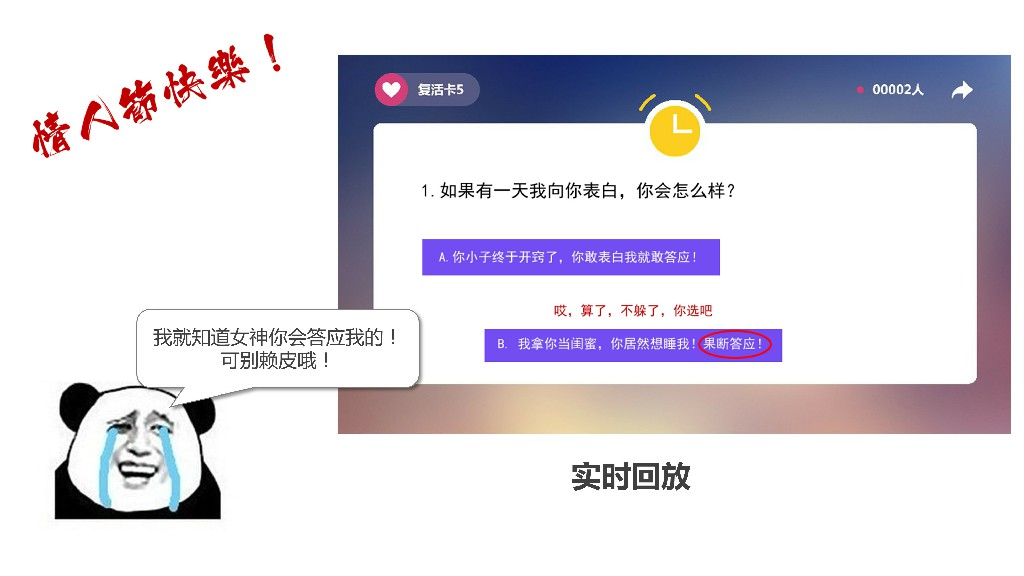 情人節快樂！
复活卡5
00002人
1.如果有一天我向你表白，你会怎么样？
A.你小子终于开窍了，你敢表白我就敢答应！
哎，算了，不躲了，你选吧
B. 我拿你当闺蜜，你居然想睡我！果断答应！
我就知道女神你会答应我的！
可别赖皮哦！
实时回放